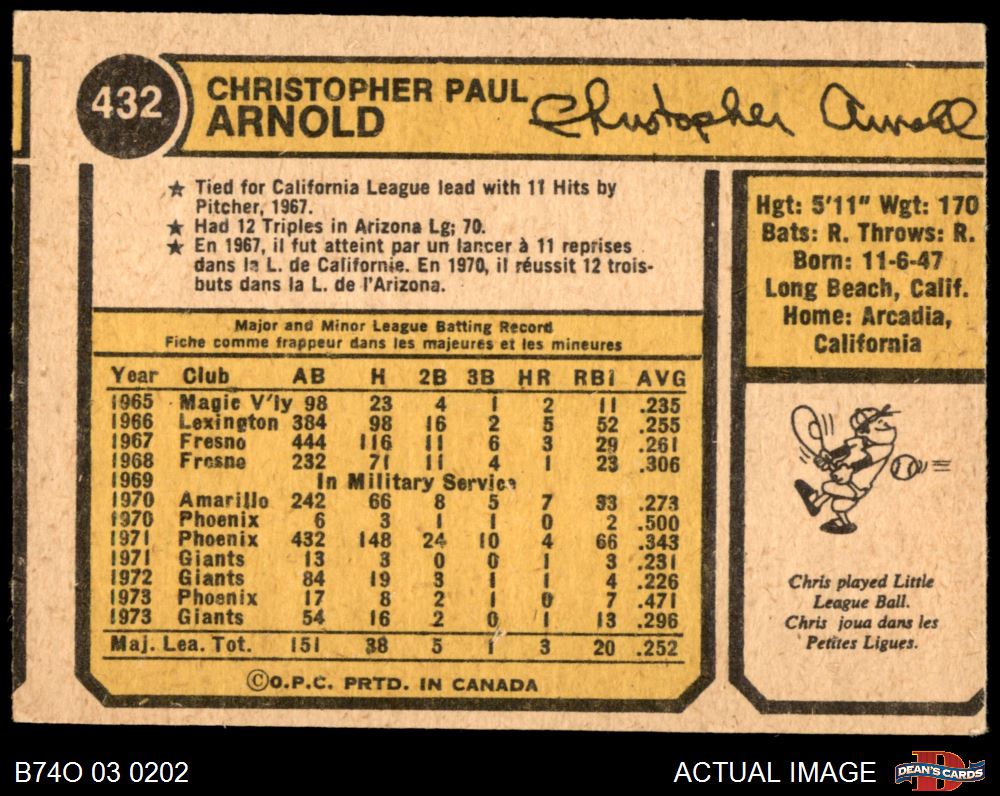 432
CHRISTOPHER PAUL
ARNOLD
Christopher Arnold
★ Tied for California League lead with 11 Hits by
Pitcher, 1967.
★ Had 12 Triples in Arizona Lg; 70.
★ En 1967, il fut atteint par un lancer à 11 reprises
dans la L. de Californie. En 1970, il réussit 12 trois-
buts dans la L. de l'Arizona.
Hgt: 5'11" Wgt: 170
Bats: R. Throws: R.
Born: 11-6-47
Long Beach, Calif.
Home: Arcadia,
California
Major and Minor League Batting Record
Fiche comme frappeur dans les majeures et les mineures
Year Club AB H 2B 3B HR RBI AVG
1965 Magic V'ly 98 23 4 1 2 11 .235
1966 Lexington 384 98 16 2 5 52 .255
1967 Fresno 444 116 11 6 3 29 .261
1968 Fresno 232 71 11 4 1 23 .306
1969 In Military Service
1970 Amarillo 242 66 8 5 7 33 .273
1970 Phoenix 6 3 1 1 0 2 .500
1971 Phoenix 432 148 24 10 4 66 .343
1971 Giants 13 3 0 0 1 3 .231
1972 Giants 84 19 3 1 1 4 .226
1973 Phoenix 17 8 2 1 0 7 .471
1973 Giants 54 16 2 0 1 13 .296
Maj. Lea. Tot. 151 38 5 1 3 20 .252
©O.P.C. PRTD. IN CANADA
Chris played Little
League Ball.
Chris joua dans les
Petites Ligues.
B74O 03 0202
ACTUAL IMAGE
DEAN'S CARDS